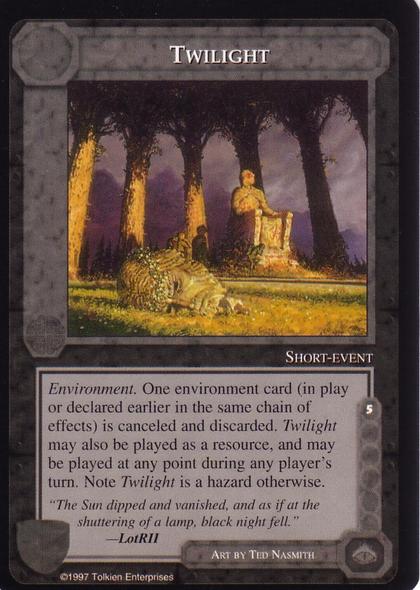 TWILIGHT
SHORT-EVENT
Environment. One environment card (in play
or declared earlier in the same chain of
effects) is canceled and discarded. Twilight
may also be played as a resource, and may
be played at any point during any player's
turn. Note Twilight is a hazard otherwise.
5
"The Sun dipped and vanished, and as if at the
shuttering of a lamp, black night fell."
—LotRII
ART BY TED NASMITH
©1997 Tolkien Enterprises